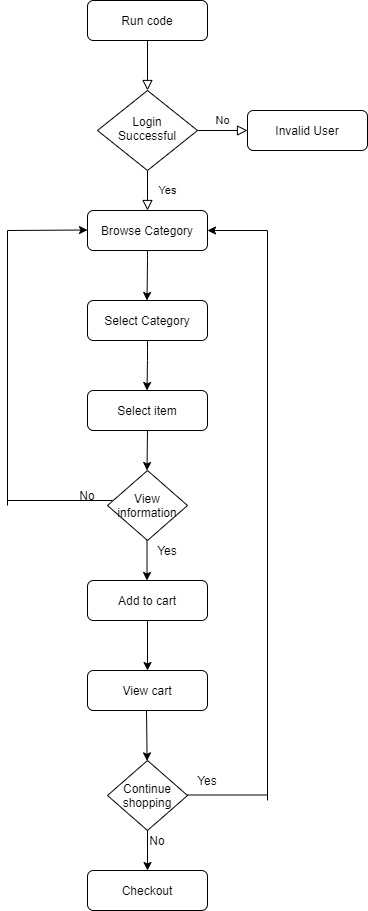 Run code
Login
Successful
No
Invalid User
Yes
Browse Category
Select Category
Select item
No
View
information
Yes
Add to cart
View cart
Continue
shopping
Yes
No
Checkout